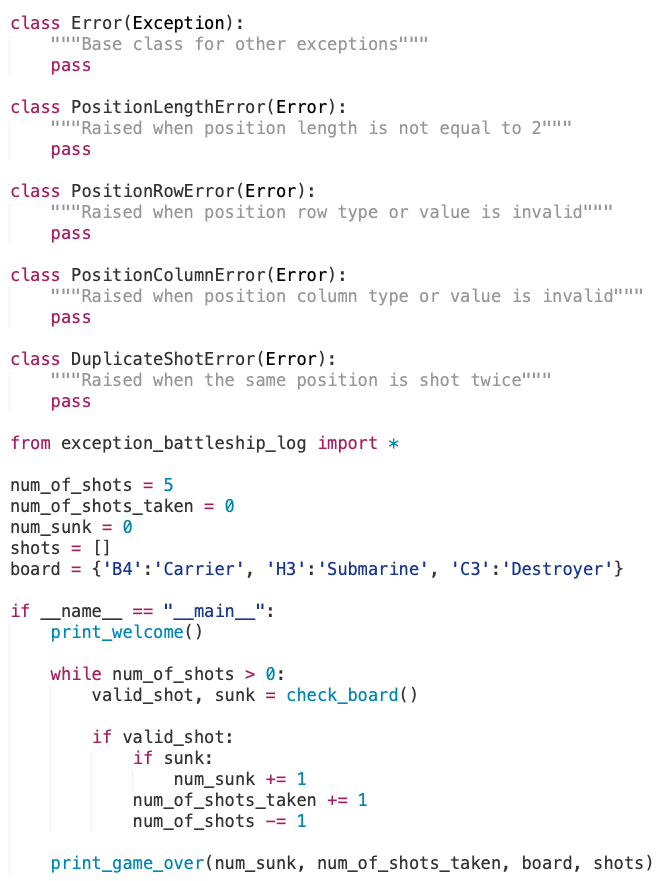 class Error(Exception):
    """Base class for other exceptions"""
    pass

class PositionLengthError(Error):
    """Raised when position length is not equal to 2"""
    pass

class PositionRowError(Error):
    """Raised when position row type or value is invalid"""
    pass

class PositionColumnError(Error):
    """Raised when position column type or value is invalid"""
    pass

class DuplicateShotError(Error):
    """Raised when the same position is shot twice"""
    pass

from exception_battleship_log import *

num_of_shots = 5
num_of_shots_taken = 0
num_sunk = 0
shots = []
board = {'B4':'Carrier', 'H3':'Submarine', 'C3':'Destroyer'}

if __name__ == "__main__":
    print_welcome()

    while num_of_shots > 0:
        valid_shot, sunk = check_board()

        if valid_shot:
            if sunk:
                num_sunk += 1
            num_of_shots_taken += 1
            num_of_shots -= 1

    print_game_over(num_sunk, num_of_shots_taken, board, shots)